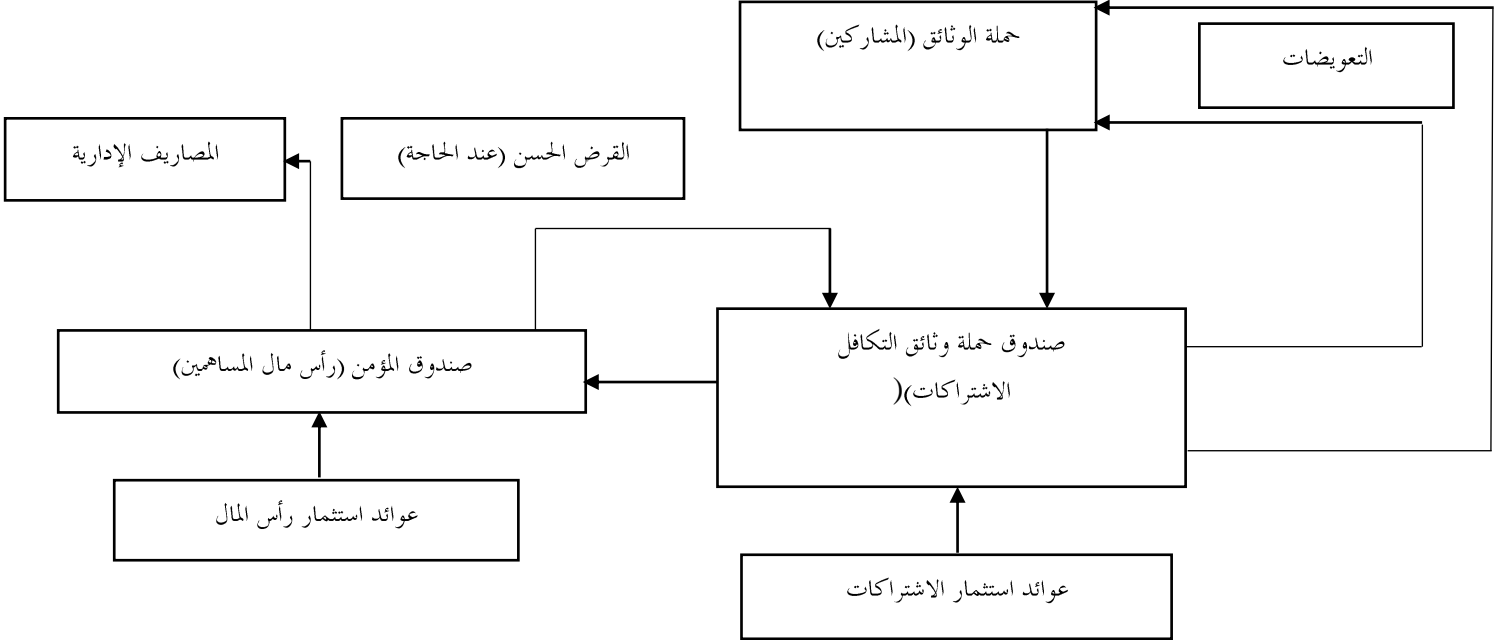 حملة الوثائق (المشاركين)
التعويضات
القرض الحسن (عند الحاجة)
المصاريف الإدارية
صندوق حملة وثائق التكافل
الاشتراكات)(
صندوق المؤمن (رأس مال المساهمين)
عوائد استثمار رأس المال
عوائد استثمار الاشتراكات